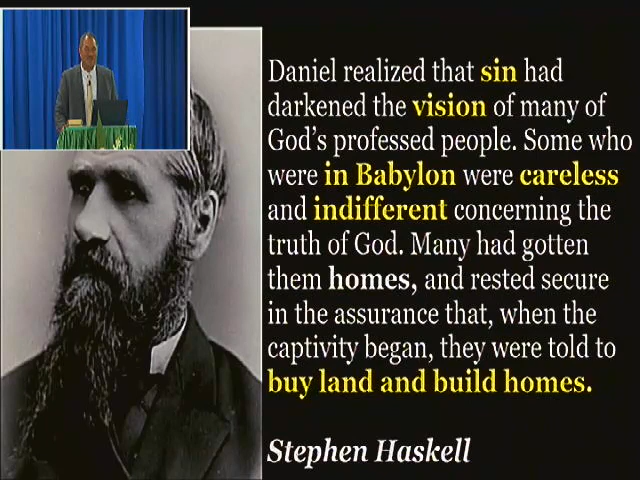 Daniel realized that sin had
darkened the vision of many of
God's professed people. Some who
were in Babylon were careless
and indifferent concerning the
truth of God. Many had gotten
them homes, and rested secure
in the assurance that, when the
captivity began, they were told to
buy land and build homes.
Stephen Haskell